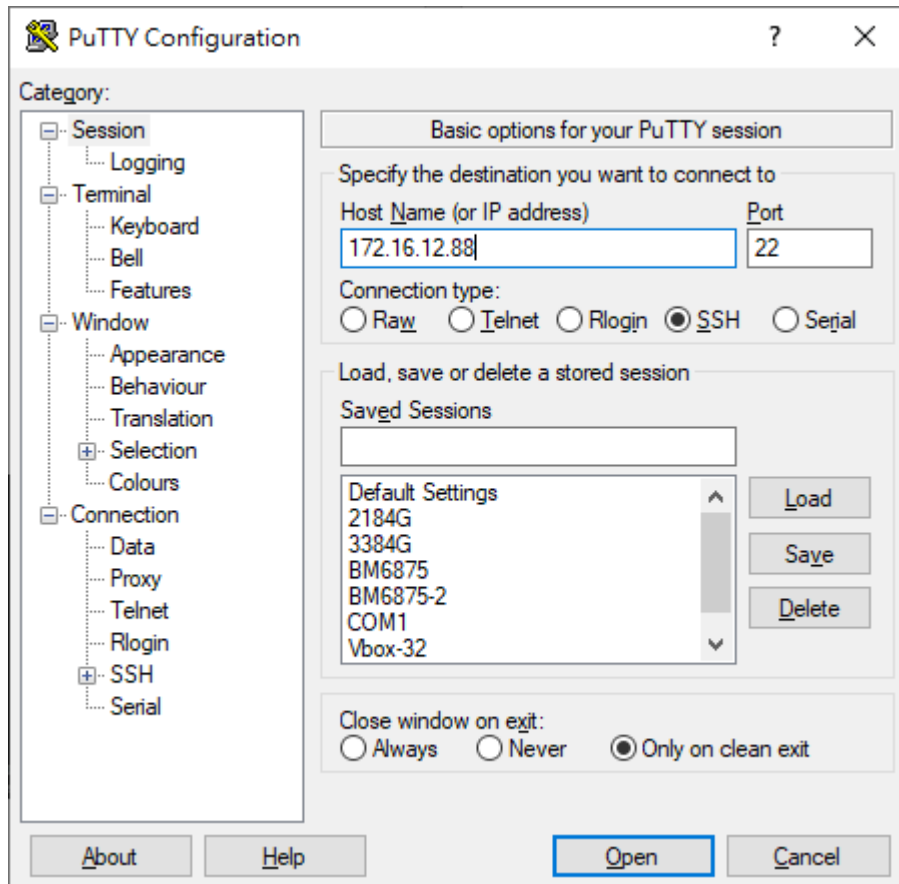 PuTTY Configuration
?
Category:
Session
Logging
Terminal
Keyboard
Bell
Features
Window
Appearance
Behaviour
Translation
Selection
Colours
Connection
Data
Proxy
Telnet
Rlogin
SSH
Serial
Basic options for your PuTTY session
Specify the destination you want to connect to
Host Name (or IP address) Port
172.16.12.88 22
Connection type:
Raw Telnet Rlogin SSH Serial
Load, save or delete a stored session
Saved Sessions
Default Settings
2184G
3384G
BM6875
BM6875-2
COM1
Vbox-32
Load
Save
Delete
Close window on exit:
Always Never Only on clean exit
About Help Open Cancel